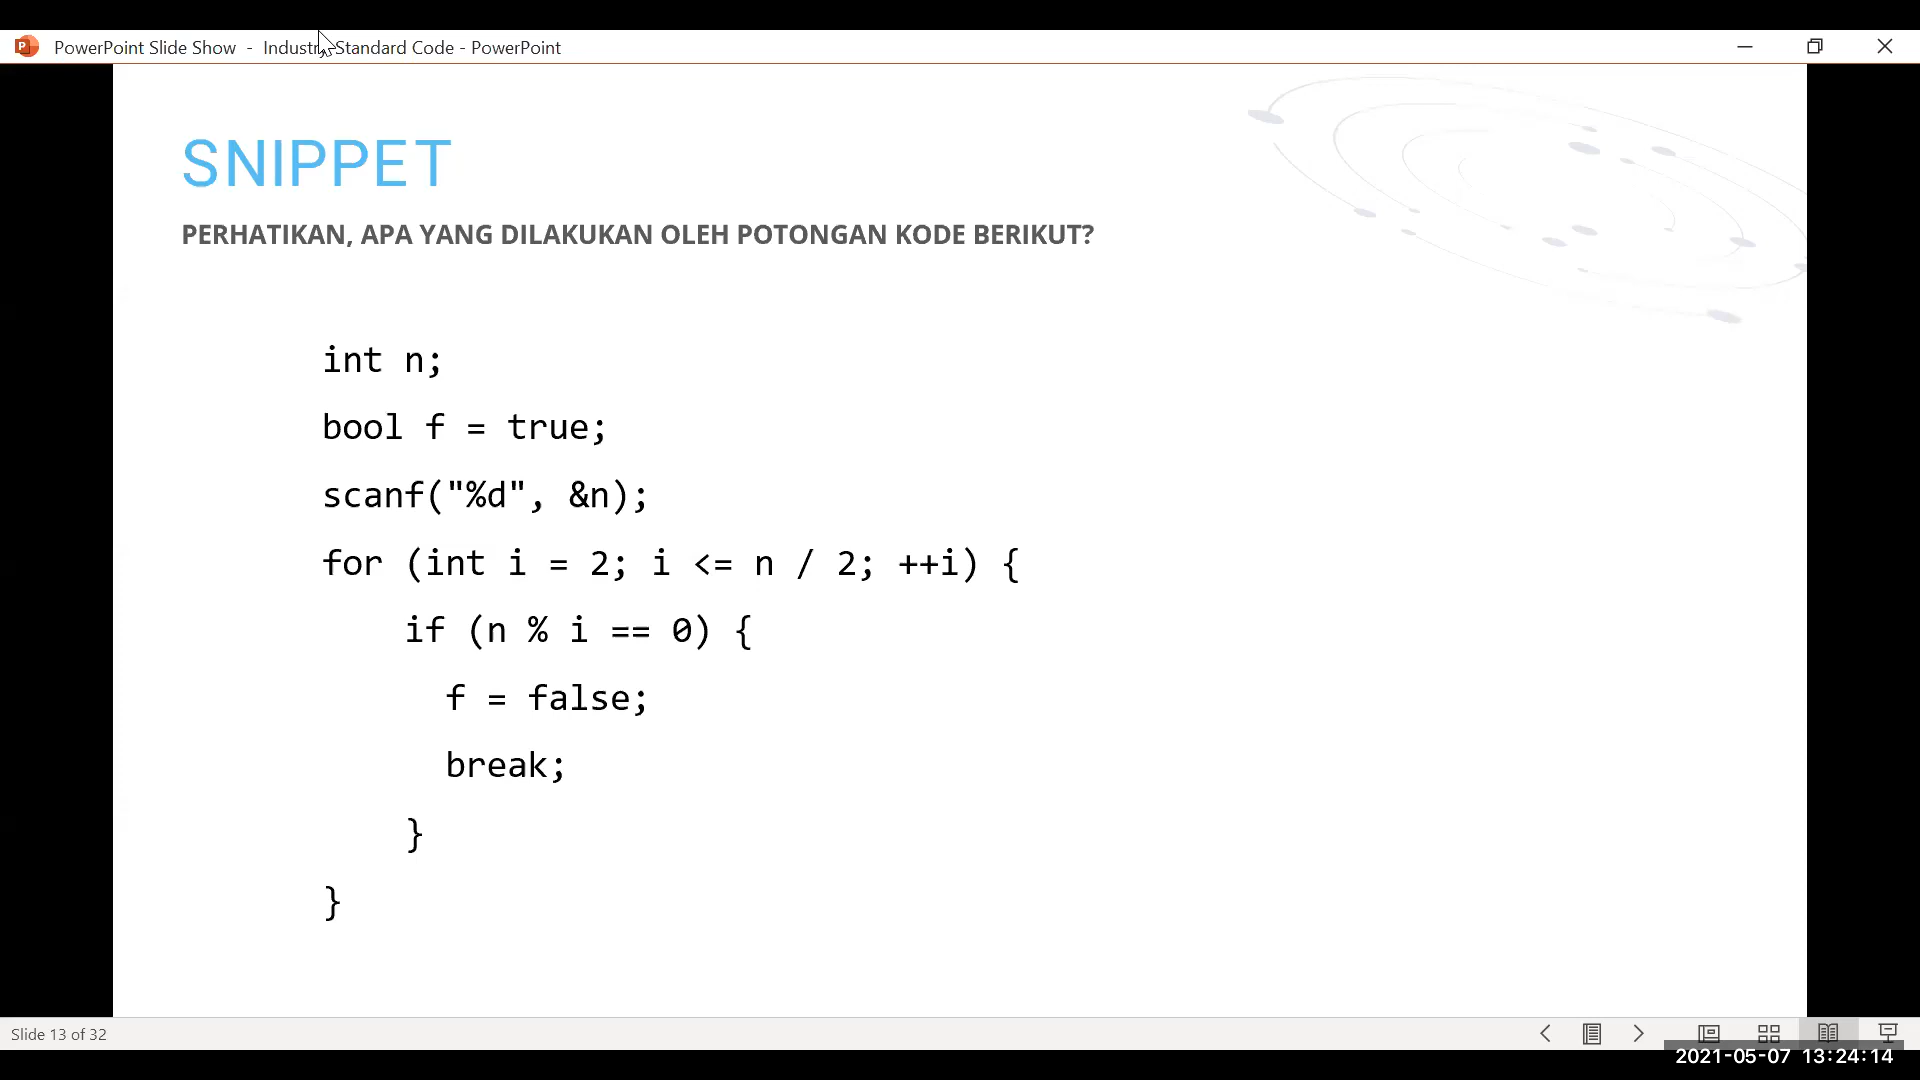 PowerPoint Slide Show - Industry Standard Code - PowerPoint
SNIPPET
PERHATIKAN, APA YANG DILAKUKAN OLEH POTONGAN KODE BERIKUT?
int n;
bool f = true;
scanf("%d", &n);
for (int i = 2; i <= n / 2; ++i) {
    if (n % i == 0) {
      f = false;
      break;
    }
}
Slide 13 of 32
2021-05-07 13:24:14